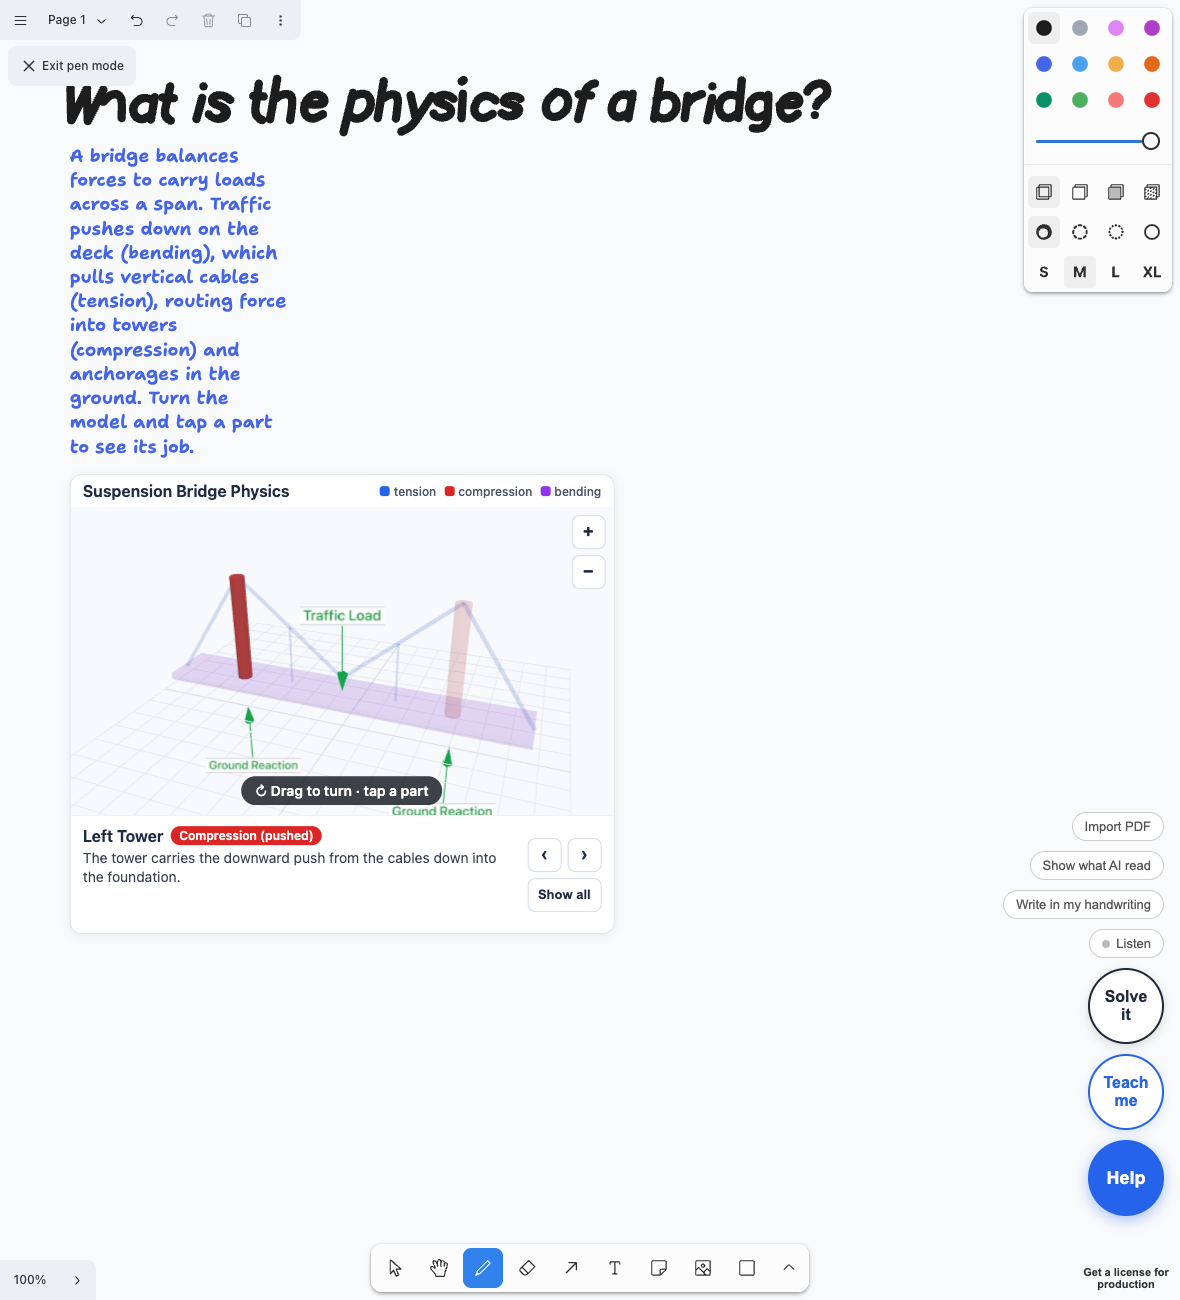 Page 1
Exit pen mode
What is the physics of a bridge?
A bridge balances
forces to carry loads
across a span. Traffic
pushes down on the
deck (bending), which
pulls vertical cables
(tension), routing force
into towers
(compression) and
anchorages in the
ground. Turn the
model and tap a part
to see its job.
Suspension Bridge Physics
tension compression bending
+
−
Traffic Load
Ground Reaction
↻ Drag to turn · tap a part
Ground Reaction
Left Tower Compression (pushed)
The tower carries the downward push from the cables down into
the foundation.
‹ ›
Show all
S M L XL
Import PDF
Show what AI read
Write in my handwriting
Listen
Solve
it
Teach
me
Help
100%
T
Get a license for
production